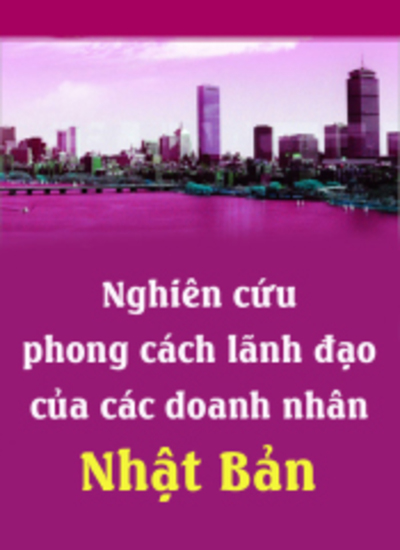 Nghiên cứu
phong cách lãnh đạo
của các doanh nhân
Nhật Bản